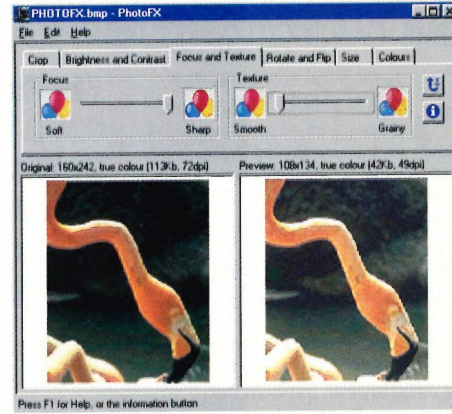 PHOTOFX.bmp - PhotoFX
File Edit Help
Crop Brightness and Contrast Focus and Texture Rotate and Flip Size Colours
Focus Texture
Soft Sharp Smooth Grainy
Original: 160x242, true colour (113Kb, 72dpi) Preview: 108x134, true colour (42Kb, 49dpi)
Press F1 for Help, or the information button